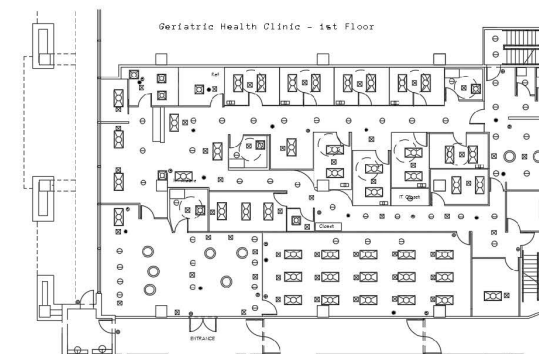 Geriatric Health Clinic - 1st Floor
Ref
IT Closet
Closet
ENTRANCE